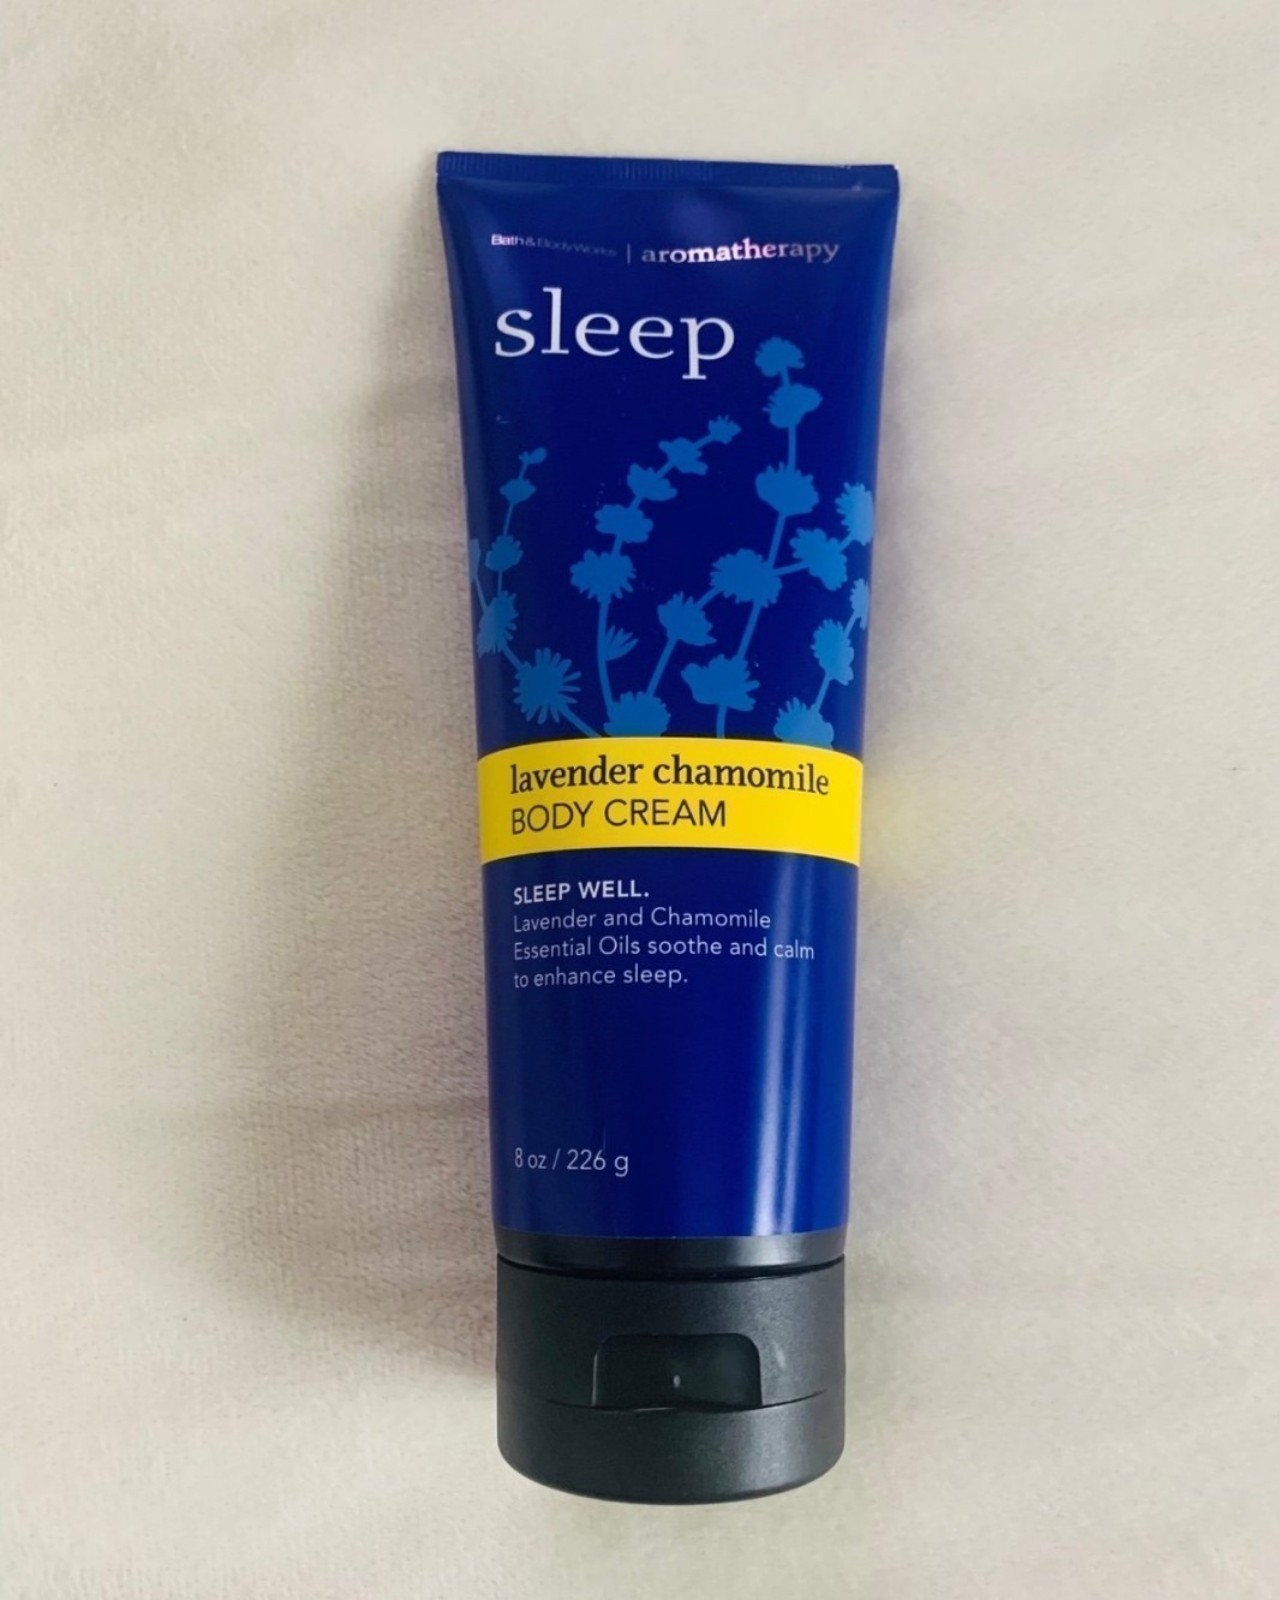 Bath & Body Works | aromatherapy
sleep
lavender chamomile
BODY CREAM
SLEEP WELL.
Lavender and Chamomile
Essential Oils soothe and calm
to enhance sleep.
8 oz / 226 g